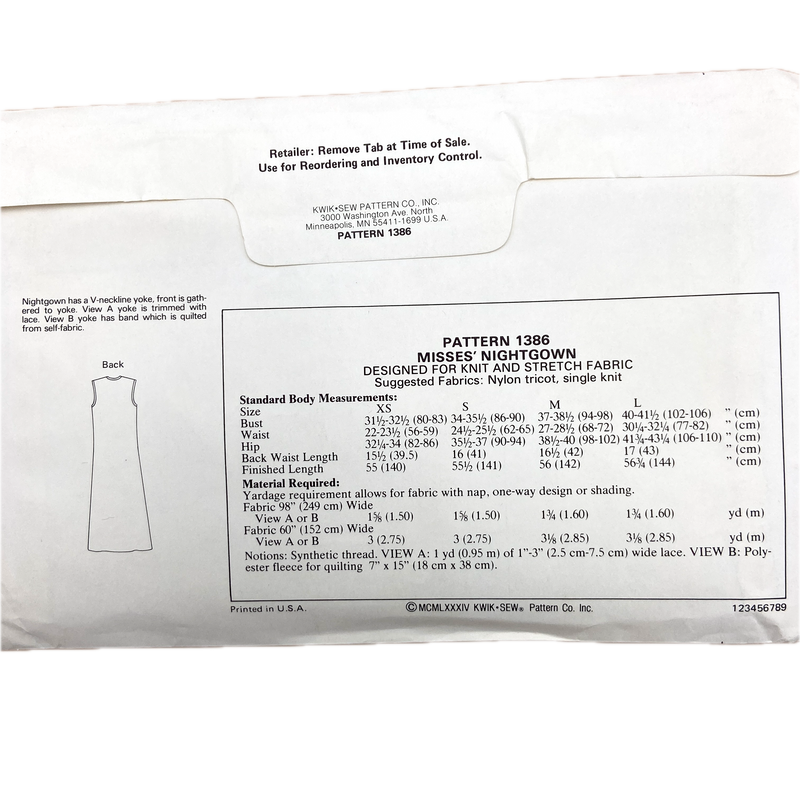 Retailer: Remove Tab at Time of Sale.
Use for Reordering and Inventory Control.
KWIK•SEW PATTERN CO., INC.
3000 Washington Ave. North
Minneapolis, MN 55411-1699 U.S.A.
PATTERN 1386
Nightgown has a V-neckline yoke, front is gath-
ered to yoke. View A yoke is trimmed with
lace. View B yoke has band which is quilted
from self-fabric.
Back
PATTERN 1386
MISSES' NIGHTGOWN
DESIGNED FOR KNIT AND STRETCH FABRIC
Suggested Fabrics: Nylon tricot, single knit
Standard Body Measurements:
Size XS S M L
Bust 31½-32½ (80-83) 34-35½ (86-90) 37-38½ (94-98) 40-41½ (102-106) " (cm)
Waist 22-23½ (56-59) 24½-25½ (62-65) 27-28½ (68-72) 30¼-32¼ (77-82) " (cm)
Hip 32¼-34 (82-86) 35½-37 (90-94) 38½-40 (98-102) 41¾-43¼ (106-110) " (cm)
Back Waist Length 15½ (39.5) 16 (41) 16½ (42) 17 (43) " (cm)
Finished Length 55 (140) 55½ (141) 56 (142) 56¾ (144) " (cm)
Material Required:
Yardage requirement allows for fabric with nap, one-way design or shading.
Fabric 98" (249 cm) Wide
View A or B 1⅝ (1.50) 1⅝ (1.50) 1¾ (1.60) 1¾ (1.60) yd (m)
Fabric 60" (152 cm) Wide
View A or B 3 (2.75) 3 (2.75) 3⅛ (2.85) 3⅛ (2.85) yd (m)
Notions: Synthetic thread. VIEW A: 1 yd (0.95 m) of 1"-3" (2.5 cm-7.5 cm) wide lace. VIEW B: Poly-
ester fleece for quilting 7" x 15" (18 cm x 38 cm).
Printed in U.S.A. ©MCMLXXXIV KWIK•SEW® Pattern Co. Inc. 123456789